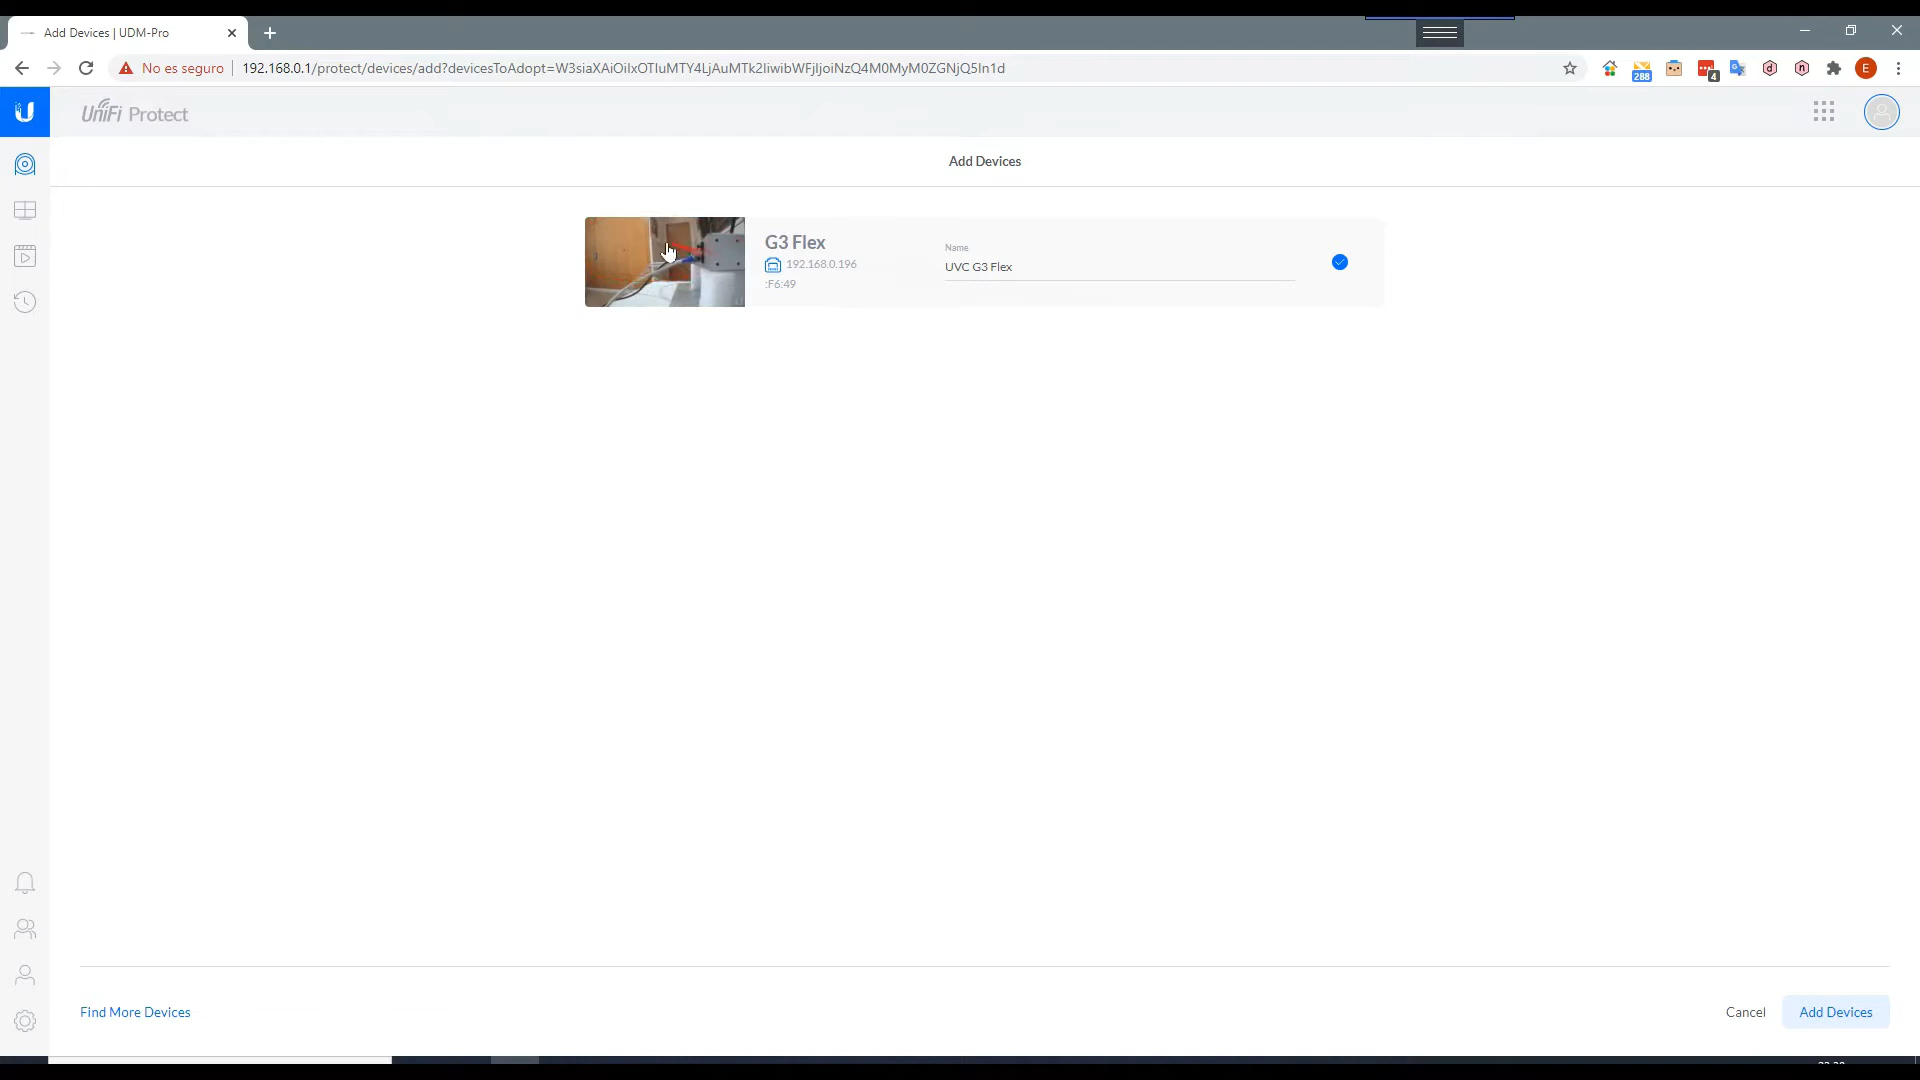 Add Devices | UDM-Pro
No es seguro
192.168.0.1/protect/devices/add?devicesToAdopt=W3siaXAiOiIxOTIuMTY4LjAuMTk2IiwibWFjIjoiNzQ4M0MyM0ZGNjQ5In1d
288
4
E
UniFi Protect
Add Devices
G3 Flex
192.168.0.196
:F6:49
Name
UVC G3 Flex
Find More Devices
Cancel
Add Devices